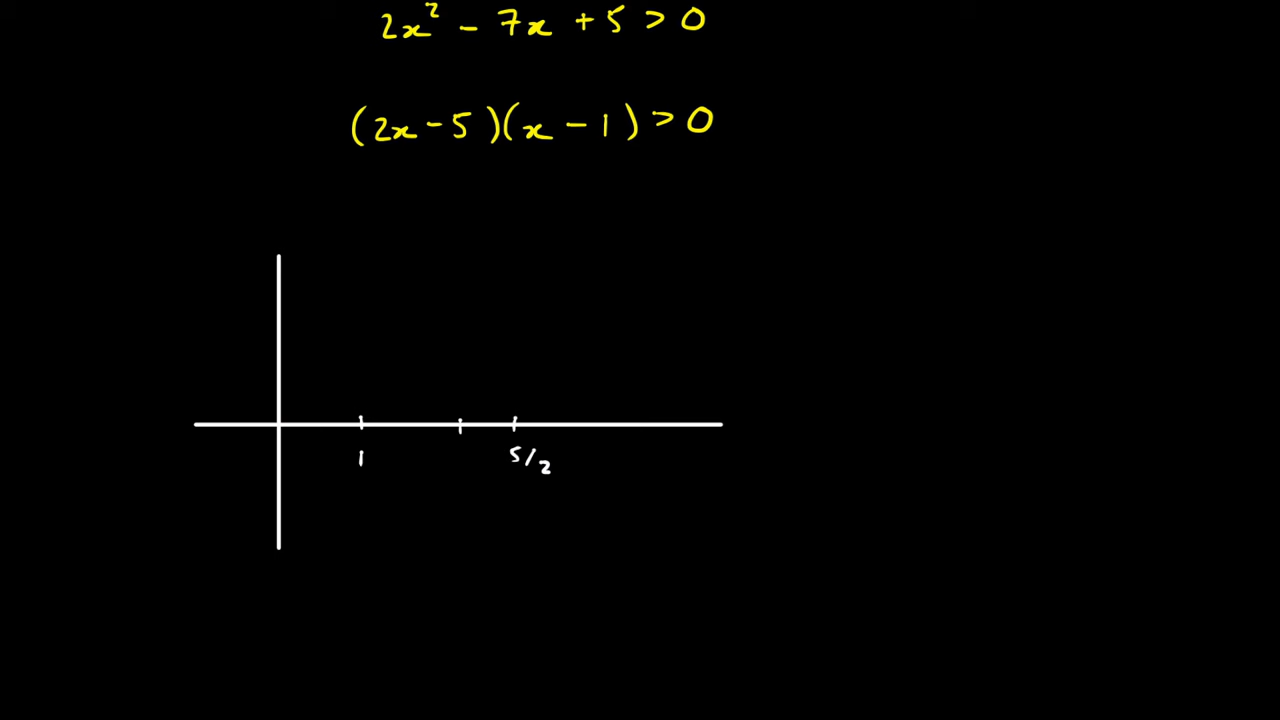 2x² - 7x + 5 > 0
(2x - 5)(x - 1) > 0
1 5/2